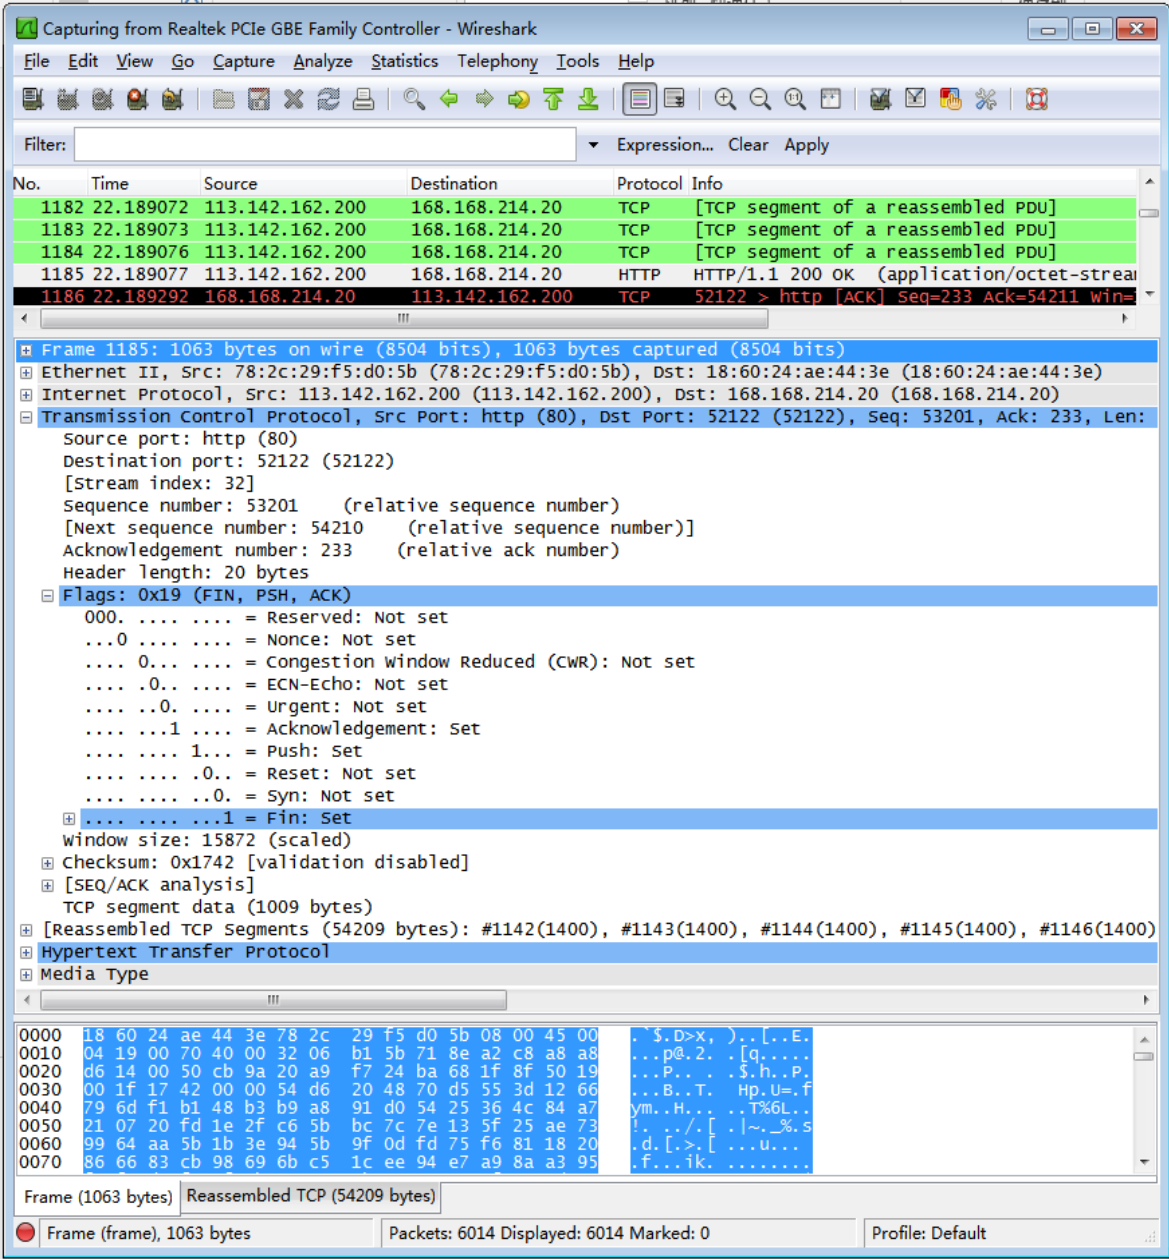 Capturing from Realtek PCIe GBE Family Controller - Wireshark
File Edit View Go Capture Analyze Statistics Telephony Tools Help
Filter: Expression... Clear Apply
No. Time Source Destination Protocol Info
1182 22.189072 113.142.162.200 168.168.214.20 TCP [TCP segment of a reassembled PDU]
1183 22.189073 113.142.162.200 168.168.214.20 TCP [TCP segment of a reassembled PDU]
1184 22.189076 113.142.162.200 168.168.214.20 TCP [TCP segment of a reassembled PDU]
1185 22.189077 113.142.162.200 168.168.214.20 HTTP HTTP/1.1 200 OK (application/octet-strea
1186 22.189292 168.168.214.20 113.142.162.200 TCP 52122 > http [ACK] Seq=233 Ack=54211 Win=
Frame 1185: 1063 bytes on wire (8504 bits), 1063 bytes captured (8504 bits)
Ethernet II, Src: 78:2c:29:f5:d0:5b (78:2c:29:f5:d0:5b), Dst: 18:60:24:ae:44:3e (18:60:24:ae:44:3e)
Internet Protocol, Src: 113.142.162.200 (113.142.162.200), Dst: 168.168.214.20 (168.168.214.20)
Transmission Control Protocol, Src Port: http (80), Dst Port: 52122 (52122), Seq: 53201, Ack: 233, Len:
Source port: http (80)
Destination port: 52122 (52122)
[Stream index: 32]
Sequence number: 53201 (relative sequence number)
[Next sequence number: 54210 (relative sequence number)]
Acknowledgement number: 233 (relative ack number)
Header length: 20 bytes
Flags: 0x19 (FIN, PSH, ACK)
000. .... .... = Reserved: Not set
...0 .... .... = Nonce: Not set
.... 0... .... = Congestion Window Reduced (CWR): Not set
.... .0.. .... = ECN-Echo: Not set
.... ..0. .... = Urgent: Not set
.... ...1 .... = Acknowledgement: Set
.... .... 1... = Push: Set
.... .... .0.. = Reset: Not set
.... .... ..0. = Syn: Not set
.... .... ...1 = Fin: Set
Window size: 15872 (scaled)
Checksum: 0x1742 [validation disabled]
[SEQ/ACK analysis]
TCP segment data (1009 bytes)
[Reassembled TCP Segments (54209 bytes): #1142(1400), #1143(1400), #1144(1400), #1145(1400), #1146(1400)
Hypertext Transfer Protocol
Media Type
0000 18 60 24 ae 44 3e 78 2c 29 f5 d0 5b 08 00 45 00 .`$.D>x, )..[..E.
0010 04 19 00 70 40 00 32 06 b1 5b 71 8e a2 c8 a8 a8 ...p@.2. .[q.....
0020 d6 14 00 50 cb 9a 20 a9 f7 24 ba 68 1f 8f 50 19 ...P.. . .$.h..P.
0030 00 1f 17 42 00 00 54 d6 20 48 70 d5 55 3d 12 66 ...B..T. Hp.U=.f
0040 79 6d f1 b1 48 b3 b9 a8 91 d0 54 25 36 4c 84 a7 ym..H... ..T%6L..
0050 21 07 20 fd 1e 2f c6 5b bc 7c 7e 13 5f 25 ae 73 !. ../.[ .|~._%.s
0060 99 64 aa 5b 1b 3e 94 5b 9f 0d fd 75 f6 81 18 20 .d.[.>.[ ...u...
0070 86 66 83 cb 98 69 6b c5 1c ee 94 e7 a9 8a a3 95 .f...ik. ........
Frame (1063 bytes) Reassembled TCP (54209 bytes)
Frame (frame), 1063 bytes Packets: 6014 Displayed: 6014 Marked: 0 Profile: Default